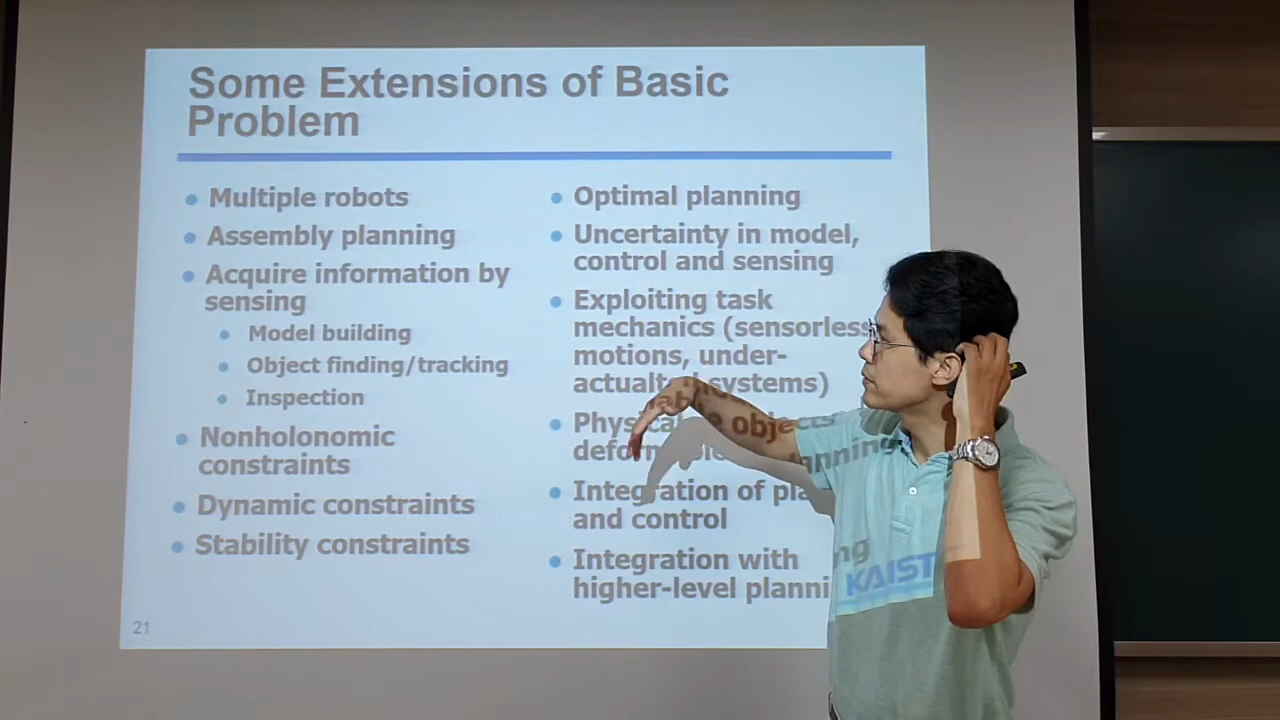 Some Extensions of Basic
Problem
Multiple robots
Assembly planning
Acquire information by
sensing
Model building
Object finding/tracking
Inspection
Nonholonomic
constraints
Dynamic constraints
Stability constraints
Optimal planning
Uncertainty in model,
control and sensing
Exploiting task
mechanics (sensorless
motions, under-
systems)
objects
Integration of
and control
Integration with
higher-level planning
KAIST
21